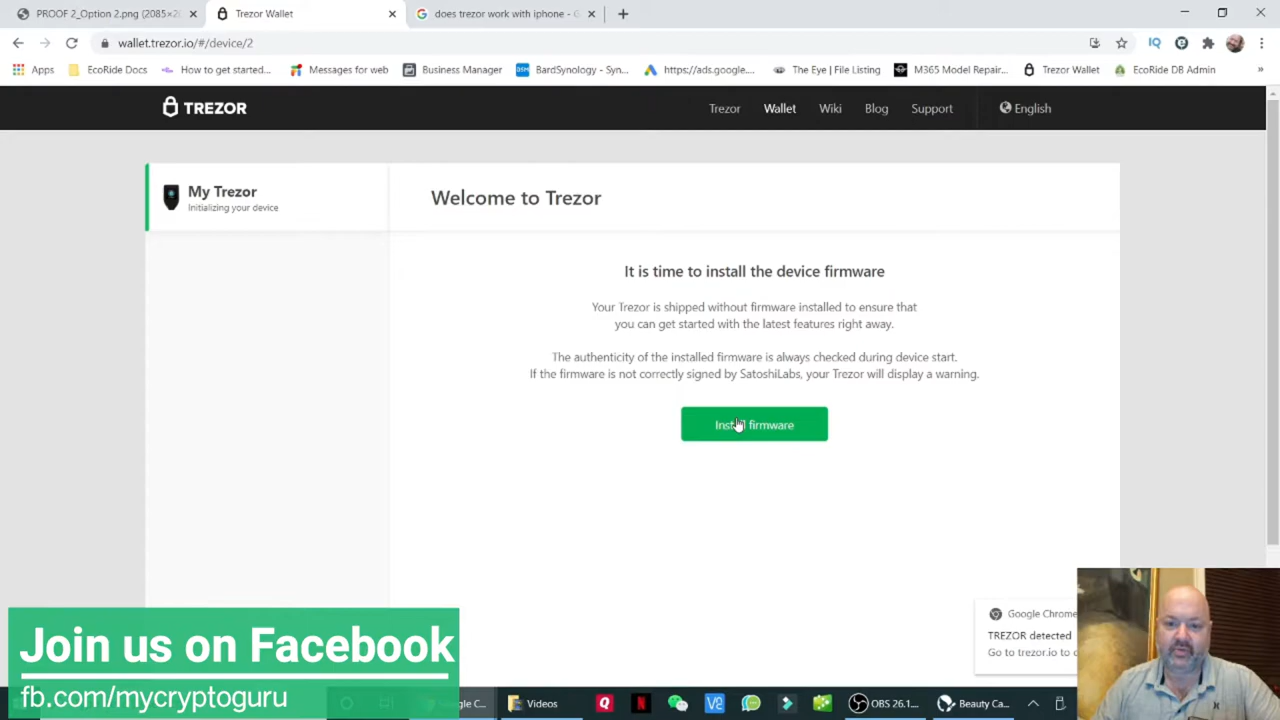 PROOF 2_Option 2.png (2085×2
Trezor Wallet
does trezor work with iphone - G
wallet.trezor.io/#/device/2
Apps
EcoRide Docs
How to get started...
Messages for web
Business Manager
BardSynology - Syn...
https://ads.google....
The Eye | File Listing
M365 Model Repair...
Trezor Wallet
EcoRide DB Admin
TREZOR
Trezor
Wallet
Wiki
Blog
Support
English
My Trezor
Initializing your device
Welcome to Trezor
It is time to install the device firmware
Your Trezor is shipped without firmware installed to ensure that
you can get started with the latest features right away.
The authenticity of the installed firmware is always checked during device start.
If the firmware is not correctly signed by SatoshiLabs, your Trezor will display a warning.
Install firmware
Google Chrome
TREZOR detected
Go to trezor.io to
Join us on Facebook
fb.com/mycryptoguru
Google C...
Videos
OBS 26.1...
Beauty Ca...